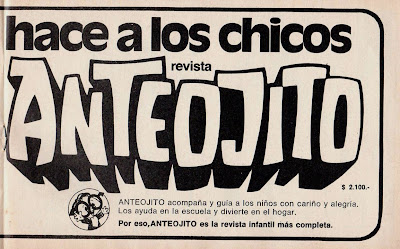 hace a los chicos
revista
ANTEOJITO
$ 2.100.-
ANTEOJITO acompaña y guía a los niños con cariño y alegría.
Los ayuda en la escuela y divierte en el hogar.
Por eso, ANTEOJITO es la revista infantil más completa.